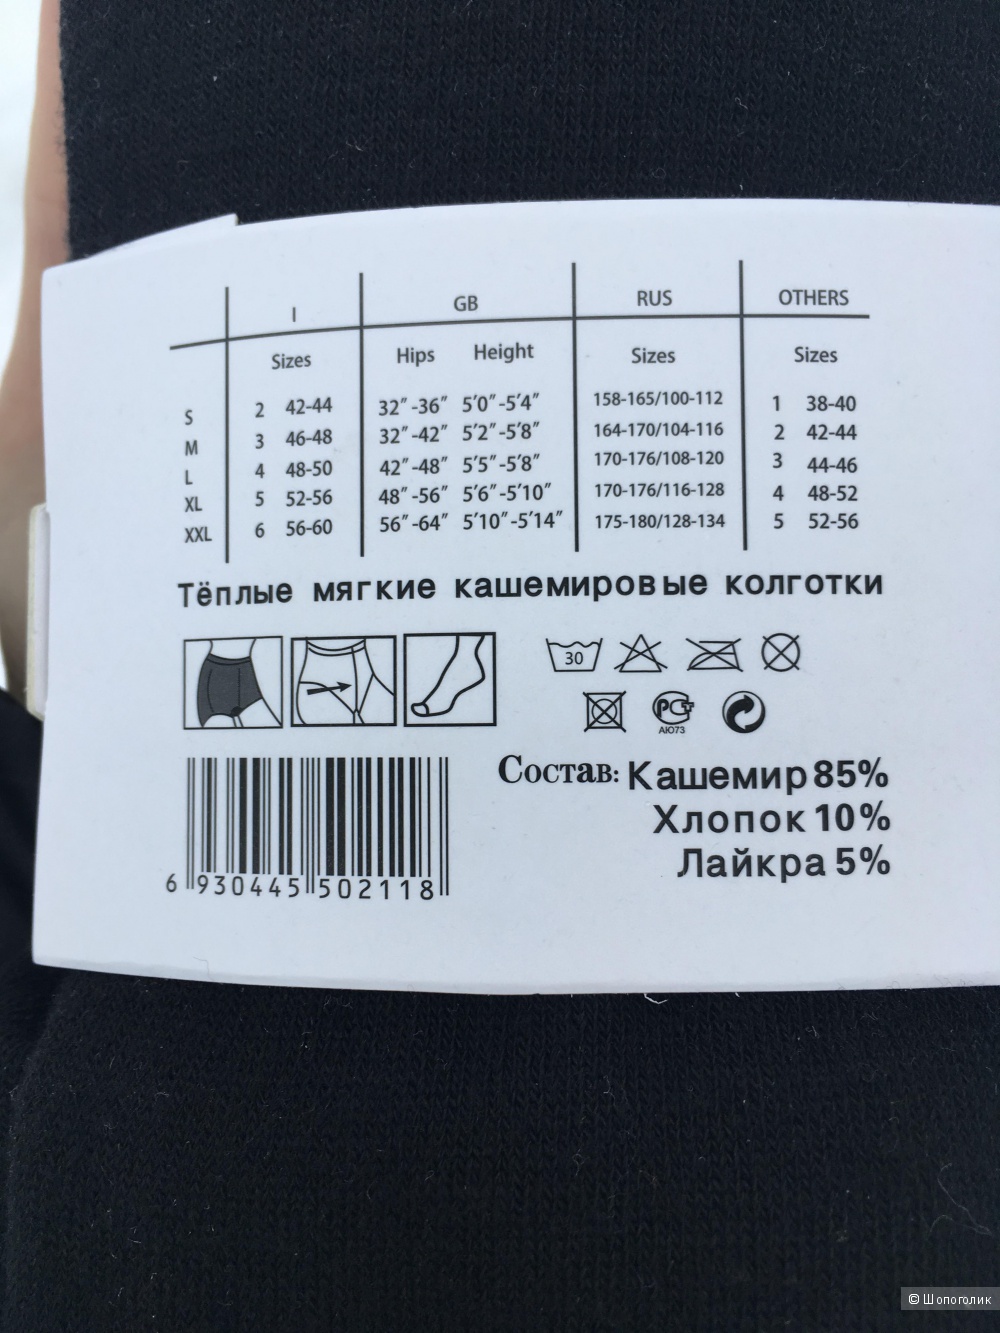 I GB RUS OTHERS
Sizes Hips Height Sizes Sizes
S 2 42-44 32"-36" 5'0"-5'4" 158-165/100-112 1 38-40
M 3 46-48 32"-42" 5'2"-5'8" 164-170/104-116 2 42-44
L 4 48-50 42"-48" 5'5"-5'8" 170-176/108-120 3 44-46
XL 5 52-56 48"-56" 5'6"-5'10" 170-176/116-128 4 48-52
XXL 6 56-60 56"-64" 5'10"-5'14" 175-180/128-134 5 52-56
Тёплые мягкие кашемировые колготки
30
РСТ
АЮ73
Состав: Кашемир 85%
Хлопок 10%
Лайкра 5%
6 930445 502118
© Шопоголик